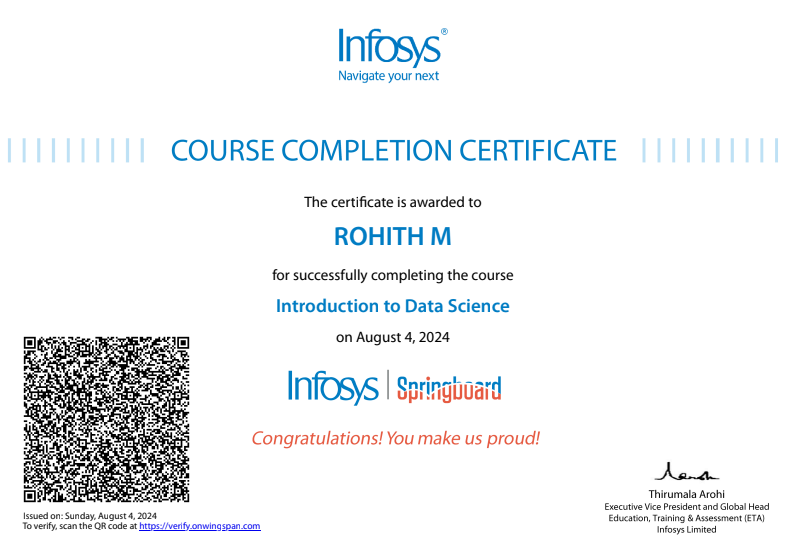 Infosys®
Navigate your next
COURSE COMPLETION CERTIFICATE
The certificate is awarded to
ROHITH M
for successfully completing the course
Introduction to Data Science
on August 4, 2024
Infosys | Springboard
Congratulations! You make us proud!
Issued on: Sunday, August 4, 2024
To verify, scan the QR code at https://verify.onwingspan.com
Thirumala Arohi
Executive Vice President and Global Head
Education, Training & Assessment (ETA)
Infosys Limited